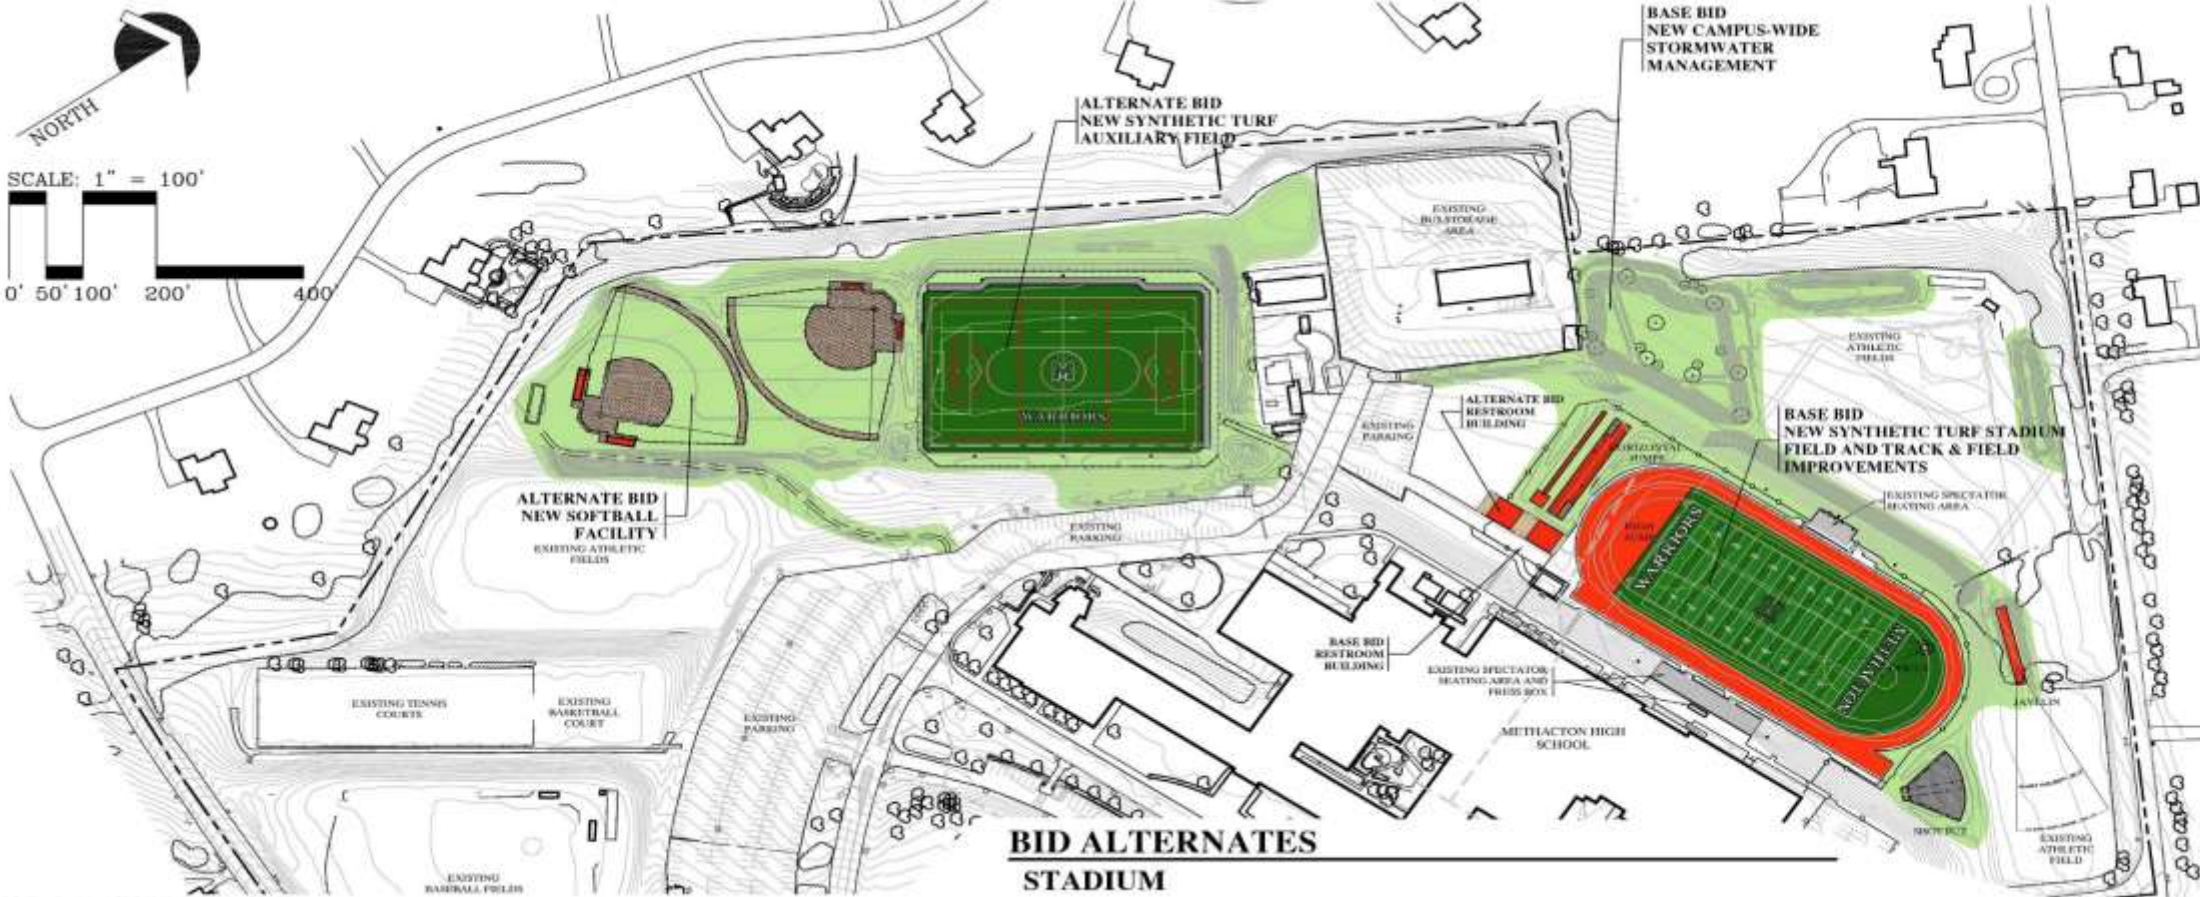 NORTH
SCALE: 1" = 100'
0' 50' 100' 200' 400'
BASE BID
NEW CAMPUS-WIDE
STORMWATER
MANAGEMENT
ALTERNATE BID
NEW SYNTHETIC TURF
AUXILIARY FIELD
EXISTING
BUS STORAGE
AREA
EXISTING
ATHLETIC
FIELDS
WARRIORS
ALTERNATE BID
RESTROOM
BUILDING
EXISTING
PARKING
BASE BID
NEW SYNTHETIC TURF STADIUM
FIELD AND TRACK & FIELD
IMPROVEMENTS
HORIZONTAL
JUMPS
EXISTING SPECTATOR
SEATING AREA
ALTERNATE BID
NEW SOFTBALL
FACILITY
EXISTING ATHLETIC
FIELDS
EXISTING
PARKING
HIGH
JUMP
WARRIORS
BASE BID
RESTROOM
BUILDING
EXISTING SPECTATOR
SEATING AREA AND
PRESS BOX
METHACTON HIGH
SCHOOL
JAVELIN
EXISTING TENNIS
COURTS
EXISTING
BASKETBALL
COURT
EXISTING
PARKING
SHOT PUT
EXISTING
ATHLETIC
FIELD
EXISTING
BASEBALL FIELDS
BID ALTERNATES
STADIUM